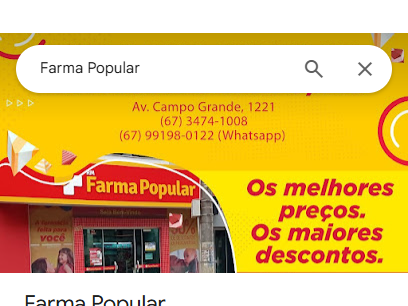 Farma Popular
Av. Campo Grande, 1221
(67) 3474-1008
(67) 99198-0122 (Whatsapp)
Farma Popular
você
Os melhores
preços.
Os maiores
descontos.
Farma Popular